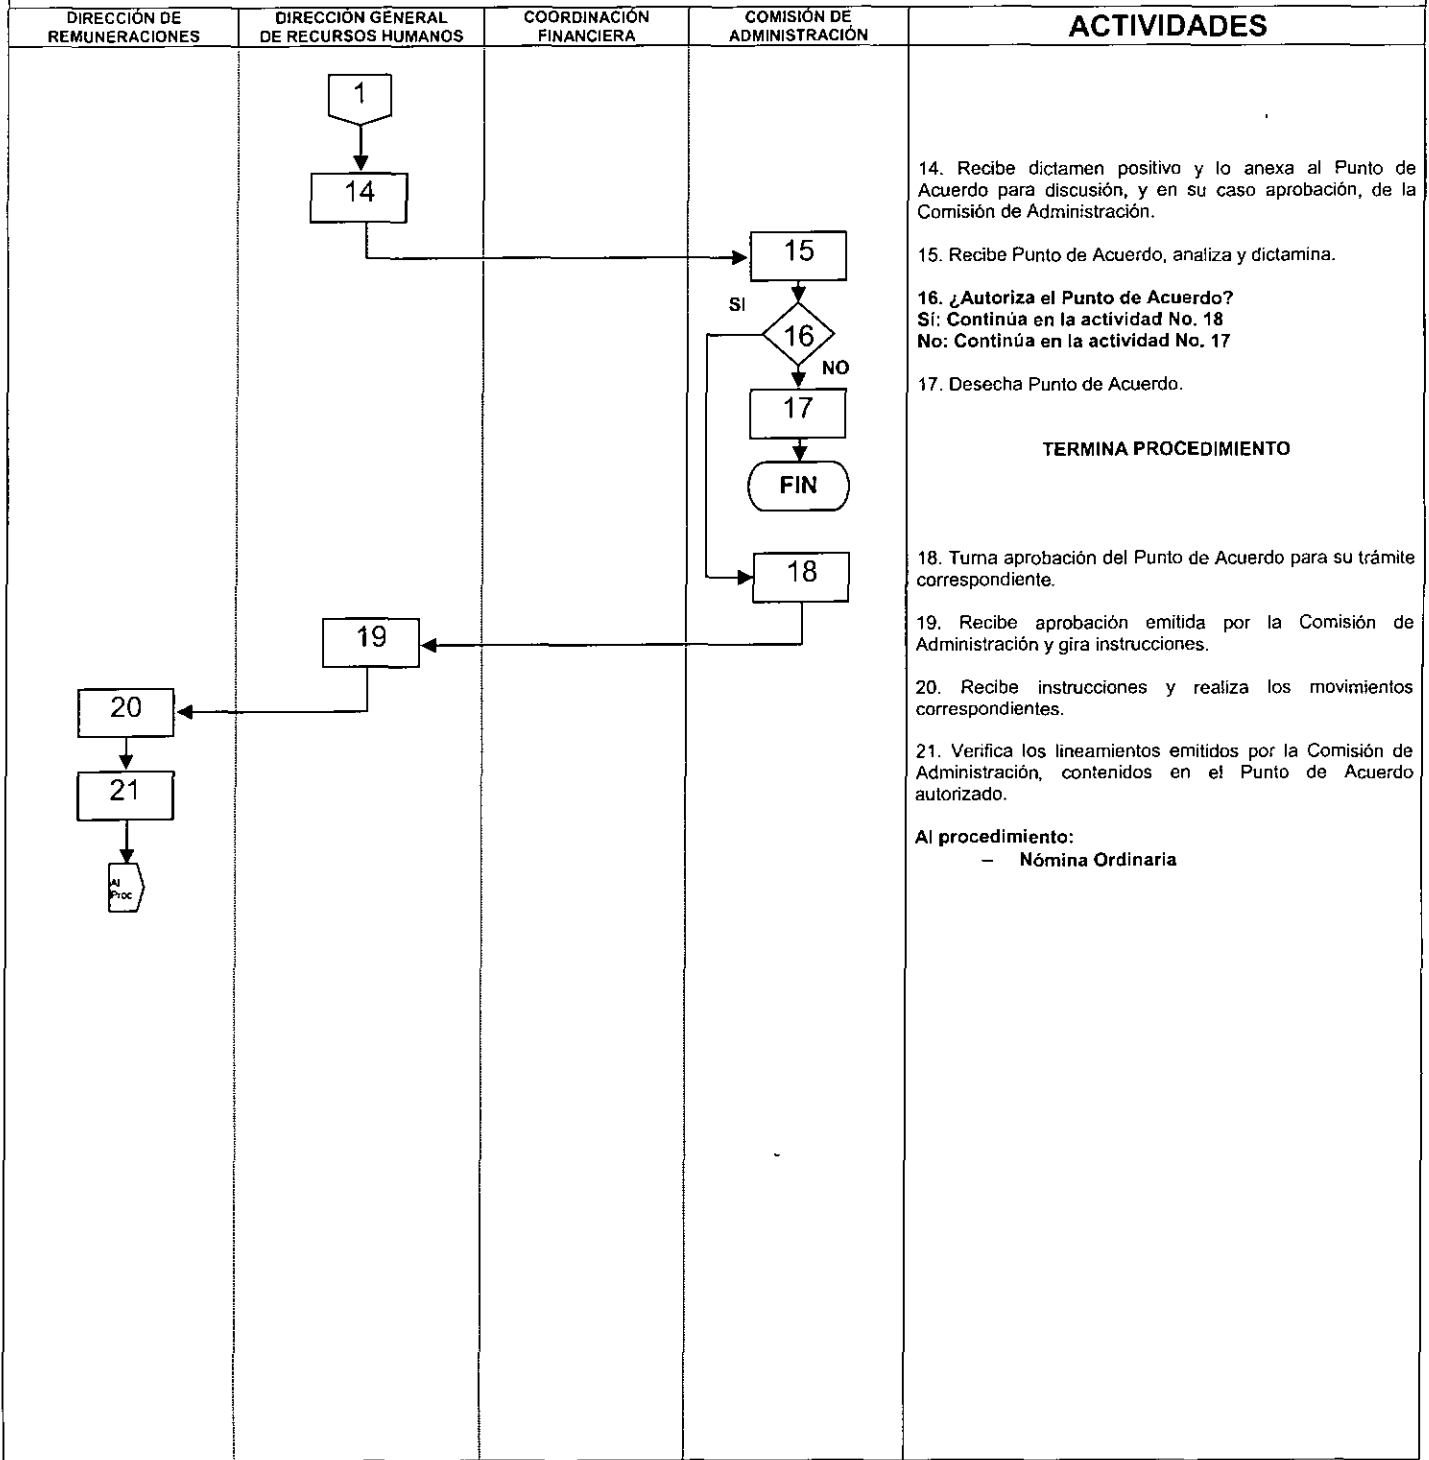 DIRECCIÓN DE
REMUNERACIONES
DIRECCIÓN GENERAL
DE RECURSOS HUMANOS
COORDINACIÓN
FINANCIERA
COMISIÓN DE
ADMINISTRACIÓN
ACTIVIDADES
1
14
15
SI
16
NO
17
FIN
18
19
20
21
Al
Proc
14. Recibe dictamen positivo y lo anexa al Punto de
Acuerdo para discusión, y en su caso aprobación, de la
Comisión de Administración.
15. Recibe Punto de Acuerdo, analiza y dictamina.
16. ¿Autoriza el Punto de Acuerdo?
Sí: Continúa en la actividad No. 18
No: Continúa en la actividad No. 17
17. Desecha Punto de Acuerdo.
TERMINA PROCEDIMIENTO
18. Turna aprobación del Punto de Acuerdo para su trámite
correspondiente.
19. Recibe aprobación emitida por la Comisión de
Administración y gira instrucciones.
20. Recibe instrucciones y realiza los movimientos
correspondientes.
21. Verifica los lineamientos emitidos por la Comisión de
Administración, contenidos en el Punto de Acuerdo
autorizado.
Al procedimiento:
– Nómina Ordinaria